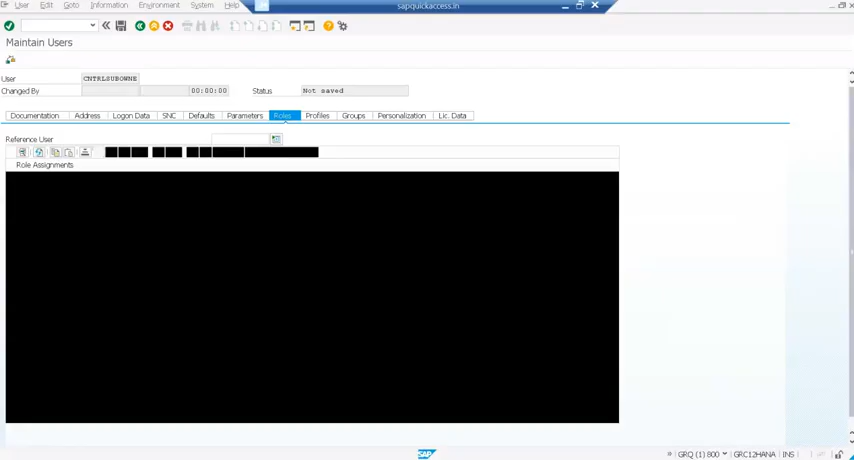 User Edit Goto Information Environment System Help sapquickaccess.in
Maintain Users
User CNTRLSUBOWNE
Changed By 00:00:00 Status Not saved
Documentation Address Logon Data SNC Defaults Parameters Roles Profiles Groups Personalization Lic. Data
Reference User
Role Assignments
SAP GRQ (1) 800 GRC12HANA INS